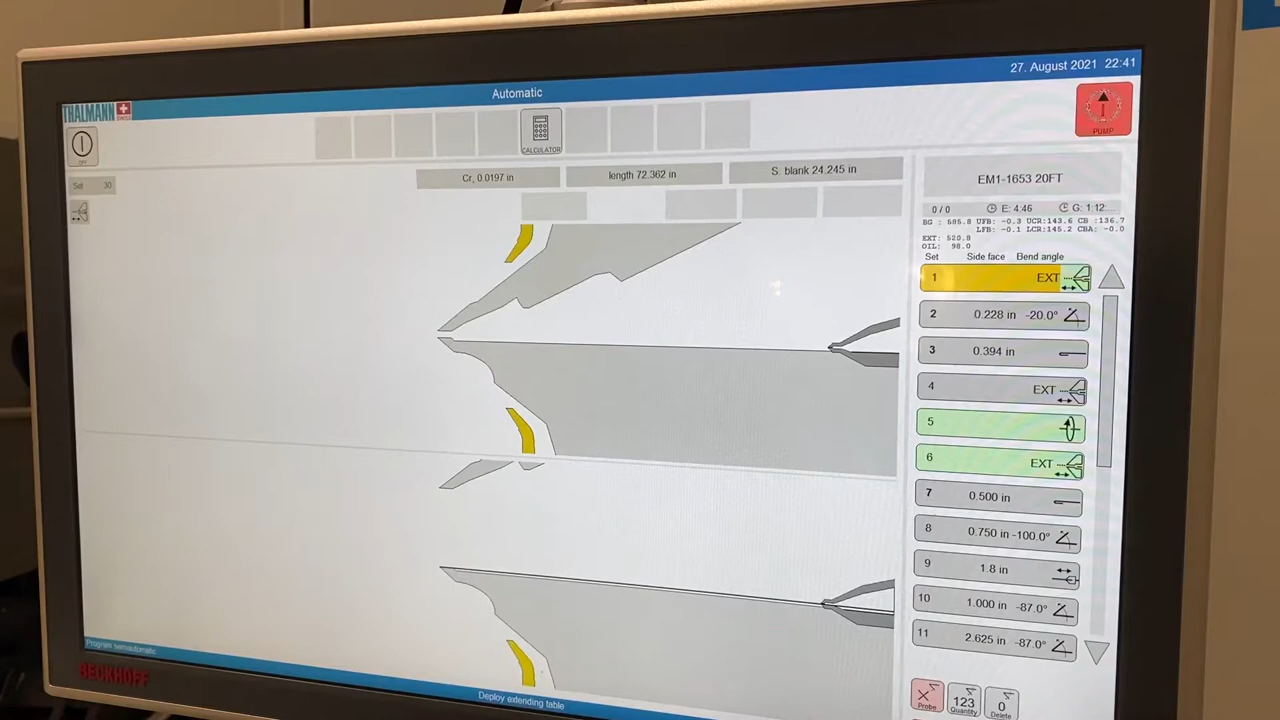 27. August 2021 22:41
Automatic
THALMANN
OFF
CALCULATOR
PUMP
Set 30
Cr, 0.0197 in
length 72.362 in
S. blank 24.245 in
EM1-1653 20FT
0/0 E: 4:46 G: 1:12
BG : 585.8 UFB: -0.3 UCR:143.6 CB :136.7
LFB: -0.1 LCR:145.2 CBA: -0.0
EXT: 520.8
OIL: 98.0
Set Side face Bend angle
1 EXT
2 0.228 in -20.0°
3 0.394 in
4 EXT
5
6 EXT
7 0.500 in
8 0.750 in -100.0°
9 1.8 in
10 1.000 in -87.0°
11 2.625 in -87.0°
Program semiautomatic
BECKHOFF
Deploy extending table
X
Probe
123
Quantity
0
Delete